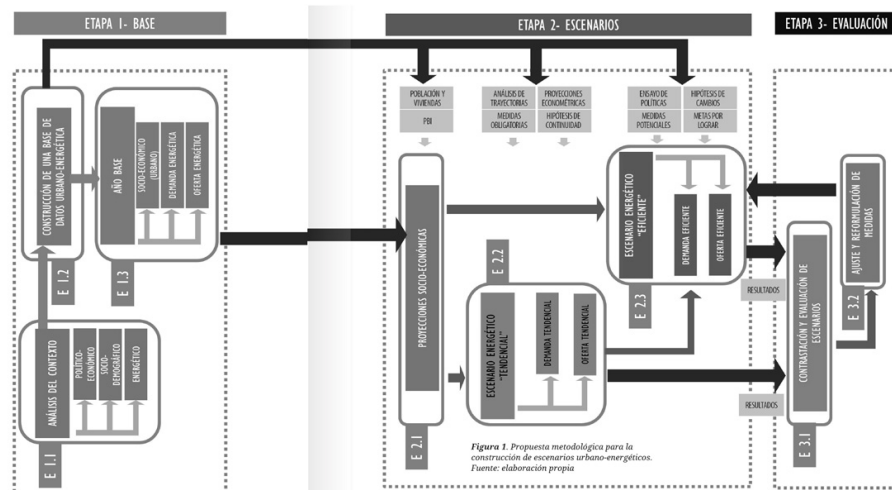 ETAPA 1- BASE
ETAPA 2- ESCENARIOS
ETAPA 3- EVALUACIÓN
CONSTRUCCIÓN DE UNA BASE DE
DATOS URBANO-ENERGÉTICA
E 1.2
AÑO BASE
SOCIO-ECONÓMICO
(URBANO)
DEMANDA ENERGÉTICA
OFERTA ENERGÉTICA
E 1.3
ANÁLISIS DEL CONTEXTO
POLÍTICO-
ECONÓMICO
SOCIO-
DEMOGRÁFICO
ENERGÉTICO
E 1.1
POBLACIÓN Y
VIVIENDAS
PBI
ANÁLISIS DE
TRAYECTORIAS
MEDIDAS
OBLIGATORIAS
PROYECCIONES
ECONOMÉTRICAS
HIPÓTESIS DE
CONTINUIDAD
ENSAYO DE
POLÍTICAS
MEDIDAS
POTENCIALES
HIPÓTESIS DE
CAMBIOS
METAS POR
LOGRAR
PROYECCIONES SOCIO-ECONÓMICAS
E 2.1
E 2.2
ESCENARIO ENERGÉTICO
"TENDENCIAL"
DEMANDA TENDENCIAL
OFERTA TENDENCIAL
ESCENARIO ENERGÉTICO
"EFICIENTE"
DEMANDA EFICIENTE
OFERTA EFICIENTE
E 2.3
RESULTADOS
RESULTADOS
CONTRASTACIÓN Y EVALUACIÓN DE
ESCENARIOS
E 3.1
AJUSTE Y REFORMULACIÓN DE
MEDIDAS
E 3.2
Figura 1. Propuesta metodológica para la
construcción de escenarios urbano-energéticos.
Fuente: elaboración propia